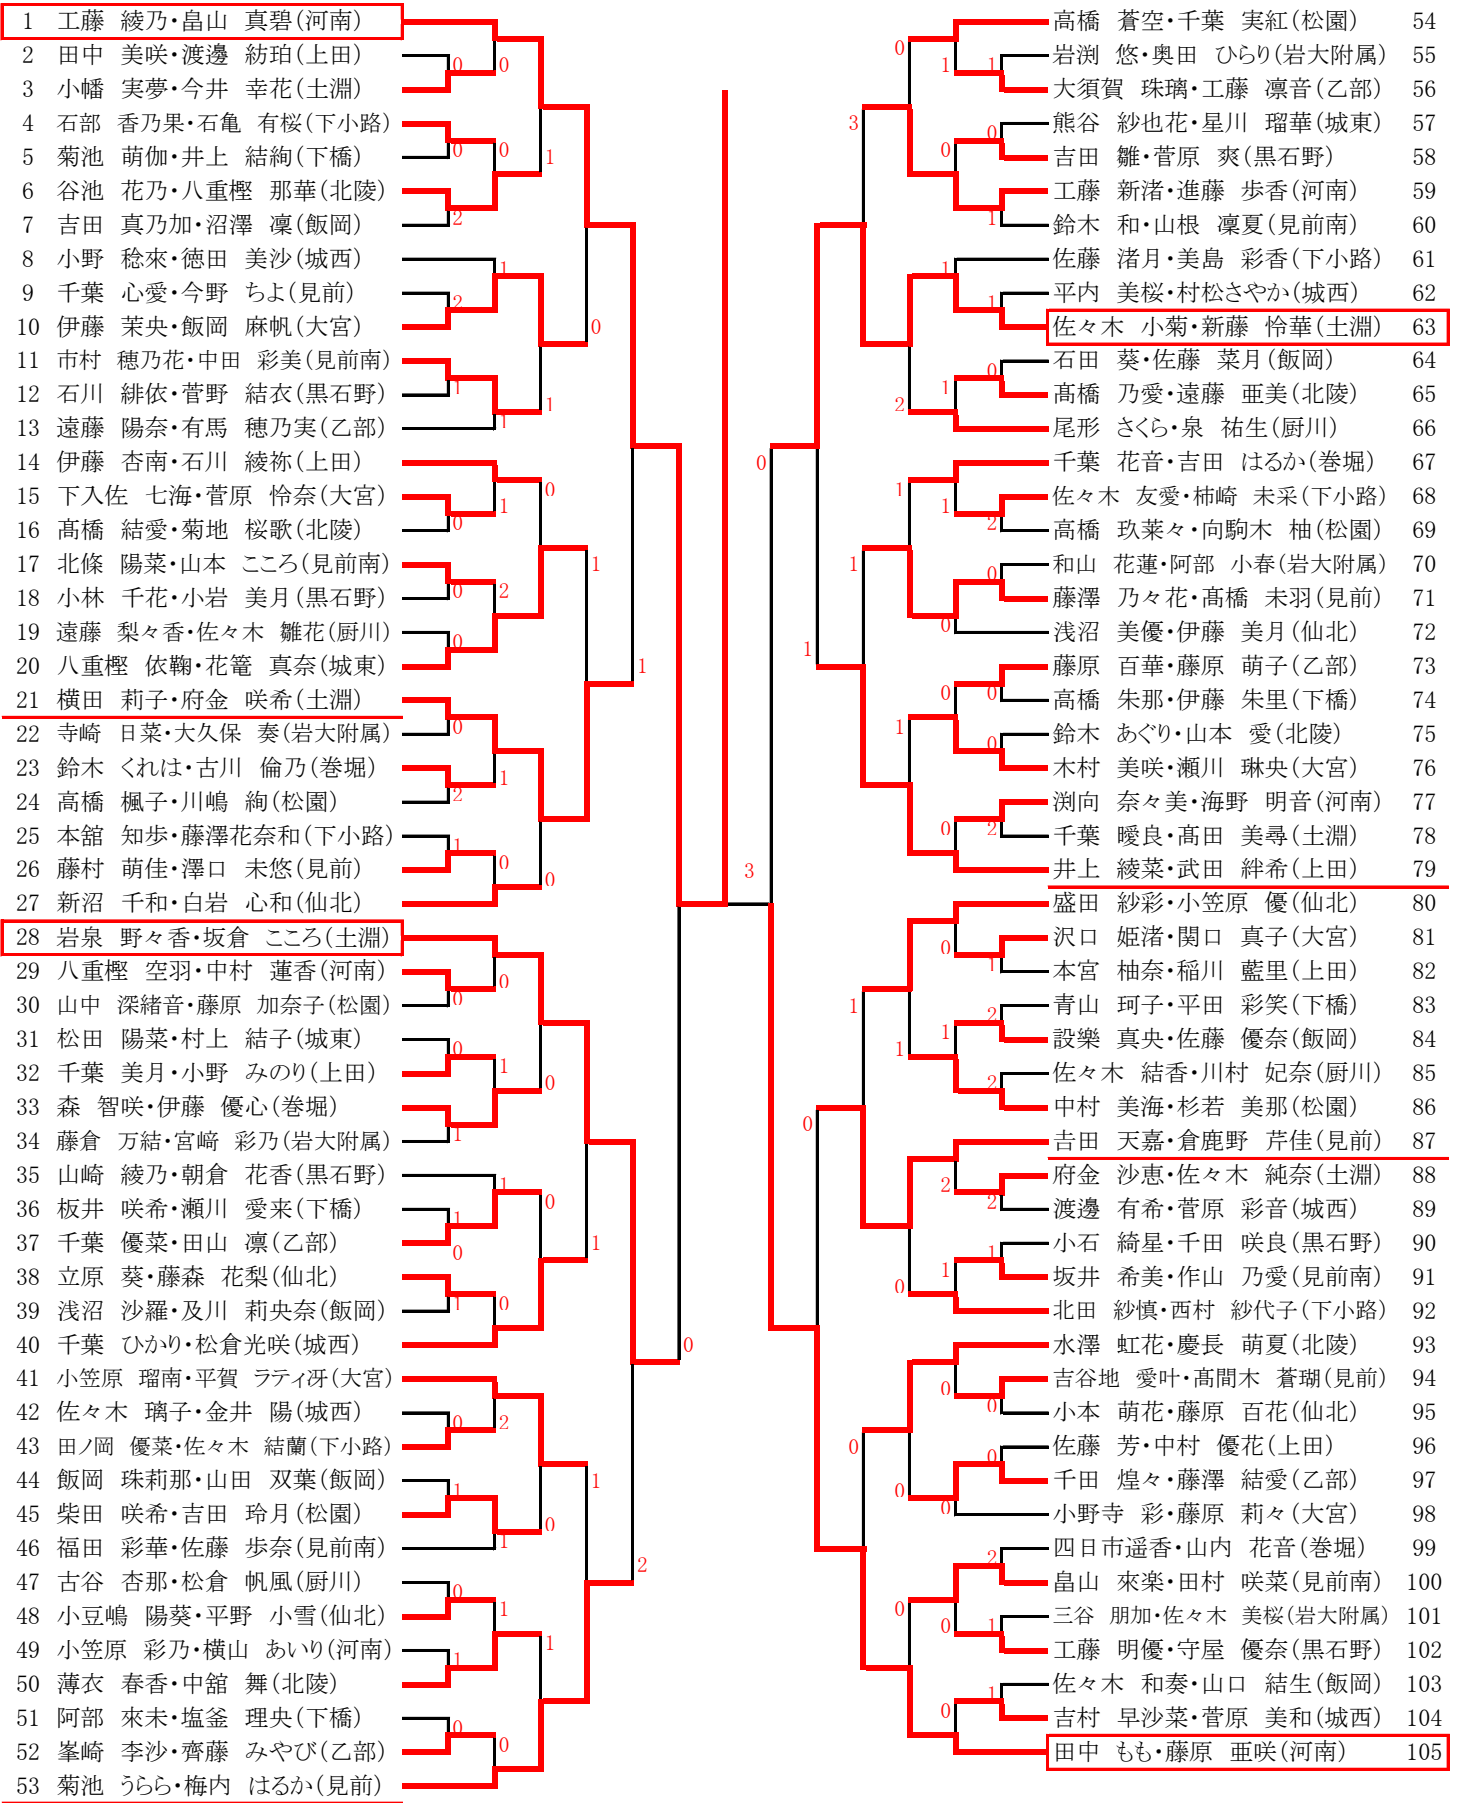 1 工藤 綾乃・畠山 真碧(河南)
2 田中 美咲・渡邊 紡珀(上田)
3 小幡 実夢・今井 幸花(土淵)
4 石部 香乃果・石亀 有桜(下小路)
5 菊池 萌伽・井上 結絢(下橋)
6 谷池 花乃・八重樫 那華(北陵)
7 吉田 真乃加・沼澤 凜(飯岡)
8 小野 稔來・徳田 美沙(城西)
9 千葉 心愛・今野 ちよ(見前)
10 伊藤 茉央・飯岡 麻帆(大宮)
11 市村 穂乃花・中田 彩美(見前南)
12 石川 緋依・菅野 結衣(黒石野)
13 遠藤 陽奈・有馬 穂乃実(乙部)
14 伊藤 杏南・石川 綾祢(上田)
15 下入佐 七海・菅原 怜奈(大宮)
16 髙橋 結愛・菊地 桜歌(北陵)
17 北條 陽菜・山本 こころ(見前南)
18 小林 千花・小岩 美月(黒石野)
19 遠藤 梨々香・佐々木 雛花(厨川)
20 八重樫 依鞠・花篭 真奈(城東)
21 横田 莉子・府金 咲希(土淵)
22 寺崎 日菜・大久保 奏(岩大附属)
23 鈴木 くれは・古川 倫乃(巻堀)
24 高橋 楓子・川嶋 絢(松園)
25 本舘 知歩・藤澤花奈和(下小路)
26 藤村 萌佳・澤口 未悠(見前)
27 新沼 千和・白岩 心和(仙北)
28 岩泉 野々香・坂倉 こころ(土淵)
29 八重樫 空羽・中村 蓮香(河南)
30 山中 深緒音・藤原 加奈子(松園)
31 松田 陽菜・村上 結子(城東)
32 千葉 美月・小野 みのり(上田)
33 森 智咲・伊藤 優心(巻堀)
34 藤倉 万結・宮﨑 彩乃(岩大附属)
35 山崎 綾乃・朝倉 花香(黒石野)
36 板井 咲希・瀬川 愛来(下橋)
37 千葉 優菜・田山 凛(乙部)
38 立原 葵・藤森 花梨(仙北)
39 浅沼 沙羅・及川 莉央奈(飯岡)
40 千葉 ひかり・松倉光咲(城西)
41 小笠原 瑠南・平賀 ラティ冴(大宮)
42 佐々木 璃子・金井 陽(城西)
43 田ノ岡 優菜・佐々木 結蘭(下小路)
44 飯岡 珠莉那・山田 双葉(飯岡)
45 柴田 咲希・吉田 玲月(松園)
46 福田 彩華・佐藤 歩奈(見前南)
47 古谷 杏那・松倉 帆風(厨川)
48 小豆嶋 陽葵・平野 小雪(仙北)
49 小笠原 彩乃・横山 あいり(河南)
50 薄衣 春香・中舘 舞(北陵)
51 阿部 來未・塩釜 理央(下橋)
52 峯崎 李沙・齊藤 みやび(乙部)
53 菊池 うらら・梅内 はるか(見前)
高橋 蒼空・千葉 実紅(松園) 54
岩渕 悠・奥田 ひらり(岩大附属) 55
大須賀 珠璃・工藤 凛音(乙部) 56
熊谷 紗也花・星川 瑠華(城東) 57
吉田 雛・菅原 爽(黒石野) 58
工藤 新渚・進藤 歩香(河南) 59
鈴木 和・山根 凜夏(見前南) 60
佐藤 渚月・美島 彩香(下小路) 61
平内 美桜・村松さやか(城西) 62
佐々木 小菊・新藤 怜華(土淵) 63
石田 葵・佐藤 菜月(飯岡) 64
髙橋 乃愛・遠藤 亜美(北陵) 65
尾形 さくら・泉 祐生(厨川) 66
千葉 花音・吉田 はるか(巻堀) 67
佐々木 友愛・柿崎 未采(下小路) 68
高橋 玖菜々・向駒木 柚(松園) 69
和山 花蓮・阿部 小春(岩大附属) 70
藤澤 乃々花・髙橋 未羽(見前) 71
浅沼 美優・伊藤 美月(仙北) 72
藤原 百華・藤原 萌子(乙部) 73
高橋 朱那・伊藤 朱里(下橋) 74
鈴木 あぐり・山本 愛(北陵) 75
木村 美咲・瀬川 琳央(大宮) 76
渕向 奈々美・海野 明音(河南) 77
千葉 曖良・髙田 美尋(土淵) 78
井上 綾菜・武田 絆希(上田) 79
盛田 紗彩・小笠原 優(仙北) 80
沢口 姫渚・関口 真子(大宮) 81
本宮 柚奈・稲川 藍里(上田) 82
青山 珂子・平田 彩笑(下橋) 83
設樂 真央・佐藤 優奈(飯岡) 84
佐々木 結香・川村 妃奈(厨川) 85
中村 美海・杉若 美那(松園) 86
吉田 天嘉・倉鹿野 芹佳(見前) 87
府金 沙恵・佐々木 純奈(土淵) 88
渡邊 有希・菅原 彩音(城西) 89
小石 綺星・千田 咲良(黒石野) 90
坂井 希美・作山 乃愛(見前南) 91
北田 紗慎・西村 紗代子(下小路) 92
水澤 虹花・慶長 萌夏(北陵) 93
吉谷地 愛叶・髙間木 蒼瑚(見前) 94
小本 萌花・藤原 百花(仙北) 95
佐藤 芳・中村 優花(上田) 96
千田 煌々・藤澤 結愛(乙部) 97
小野寺 彩・藤原 莉々(大宮) 98
四日市遥香・山内 花音(巻堀) 99
畠山 來楽・田村 咲菜(見前南) 100
三谷 朋加・佐々木 美桜(岩大附属) 101
工藤 明優・守屋 優奈(黒石野) 102
佐々木 和奏・山口 結生(飯岡) 103
吉村 早沙菜・菅原 美和(城西) 104
田中 もも・藤原 亜咲(河南) 105